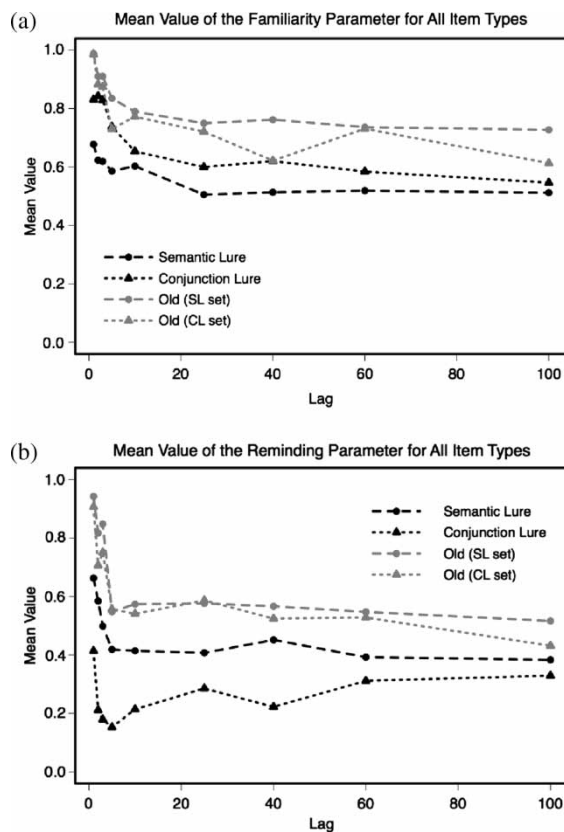 (a)
Mean Value of the Familiarity Parameter for All Item Types
1.0
0.8
0.6
0.4
0.2
0.0
Mean Value
Semantic Lure
Conjunction Lure
Old (SL set)
Old (CL set)
0 20 40 60 80 100
Lag
(b)
Mean Value of the Reminding Parameter for All Item Types
1.0
0.8
0.6
0.4
0.2
0.0
Mean Value
Semantic Lure
Conjunction Lure
Old (SL set)
Old (CL set)
0 20 40 60 80 100
Lag